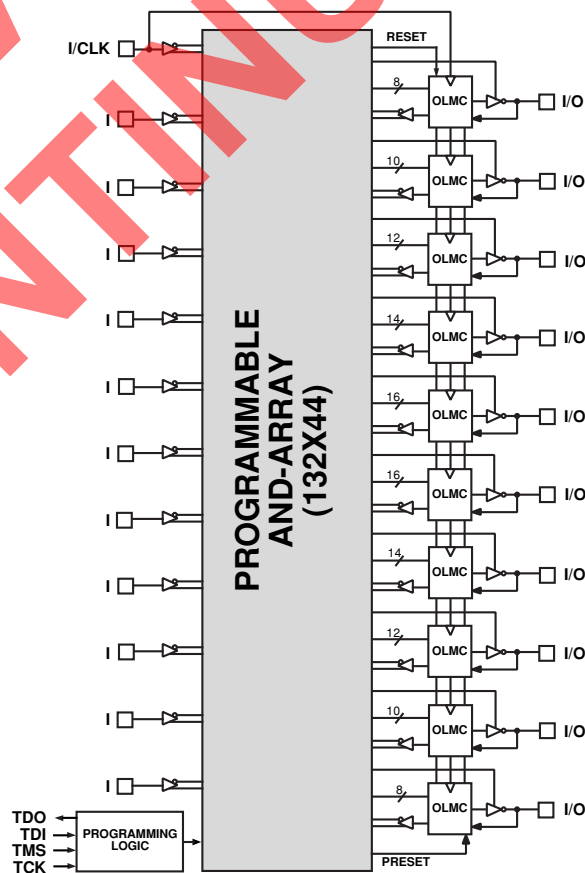 RESET
I/CLK
8
OLMC
I/O
I
10
OLMC
I/O
I
12
OLMC
I/O
I
14
OLMC
I/O
I
16
OLMC
I/O
I
PROGRAMMABLE
AND-ARRAY
(132X44)
I
16
OLMC
I/O
I
14
OLMC
I/O
I
12
OLMC
I/O
I
10
OLMC
I/O
I
8
OLMC
I/O
I
TDO
TDI
TMS
TCK
PROGRAMMING
LOGIC
PRESET